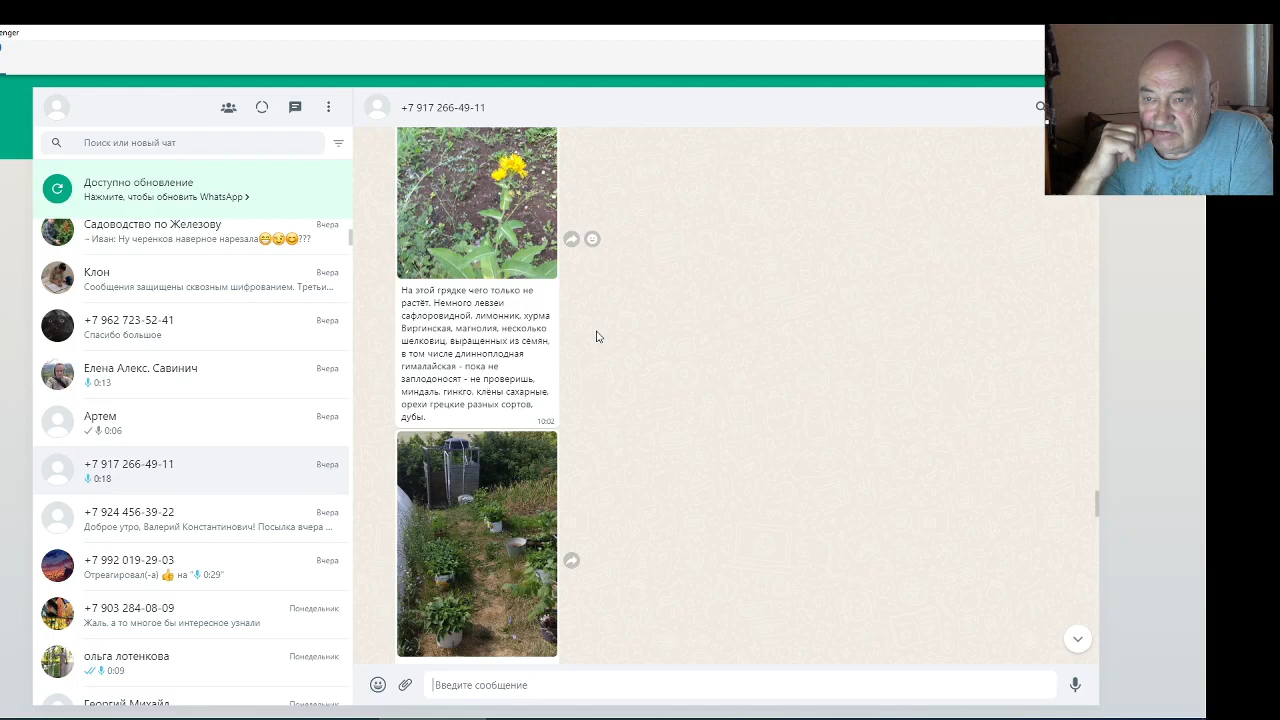 enger
+7 917 266-49-11
Поиск или новый чат
Доступно обновление
Нажмите, чтобы обновить WhatsApp
Садоводство по Железову
Вчера
~ Иван: Ну черенков наверное нарезала😁😉😊???
Клон
Вчера
Сообщения защищены сквозным шифрованием. Третьи...
+7 962 723-52-41
Вчера
Спасибо большое
Елена Алекс. Савинич
Вчера
0:13
Артем
Вчера
0:06
+7 917 266-49-11
Вчера
0:18
+7 924 456-39-22
Вчера
Доброе утро, Валерий Константинович! Посылка вчера ...
+7 992 019-29-03
Вчера
Отреагировал(-а) 👍 на "0:29"
+7 903 284-08-09
Понедельник
Жаль, а то многое бы интересное узнали
ольга лотенкова
Понедельник
0:09
Георгий Михайл
Понедельник
На этой грядке чего только не
растёт. Немного левзеи
сафлоровидной, лимонник, хурма
Виргинская, магнолия, несколько
шелковиц, выращенных из семян,
в том числе длинноплодная
гималайская - пока не
заплодоносят - не проверишь,
миндаль, гинкго, клёны сахарные,
орехи грецкие разных сортов,
дубы.
10:02
Введите сообщение